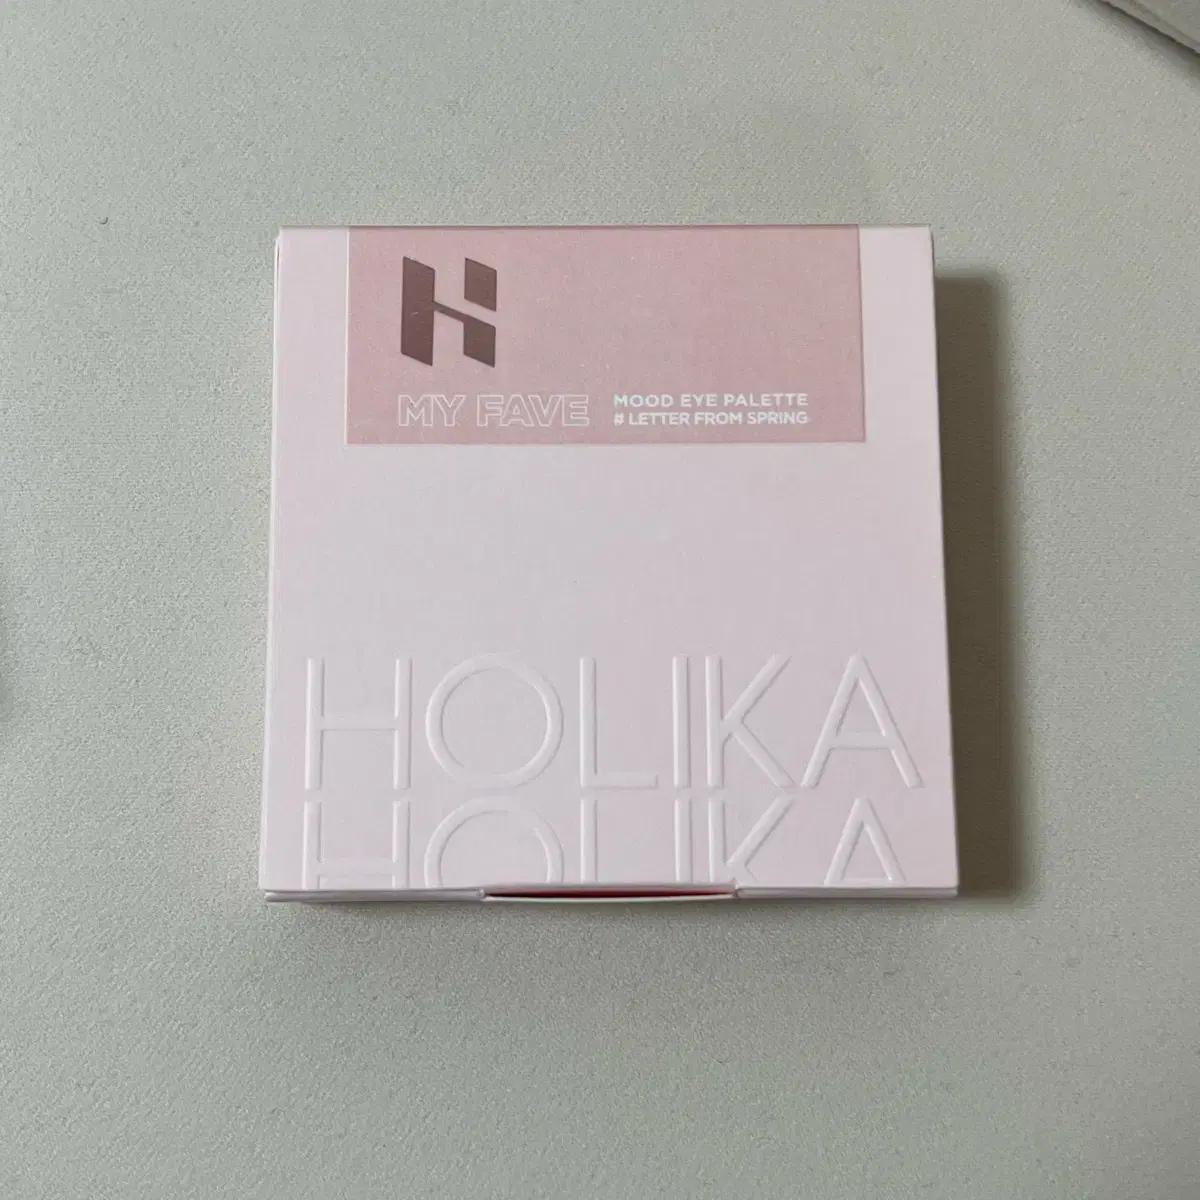 H
MY FAVE
MOOD EYE PALETTE
# LETTER FROM SPRING
HOLIKA
HOLIKA